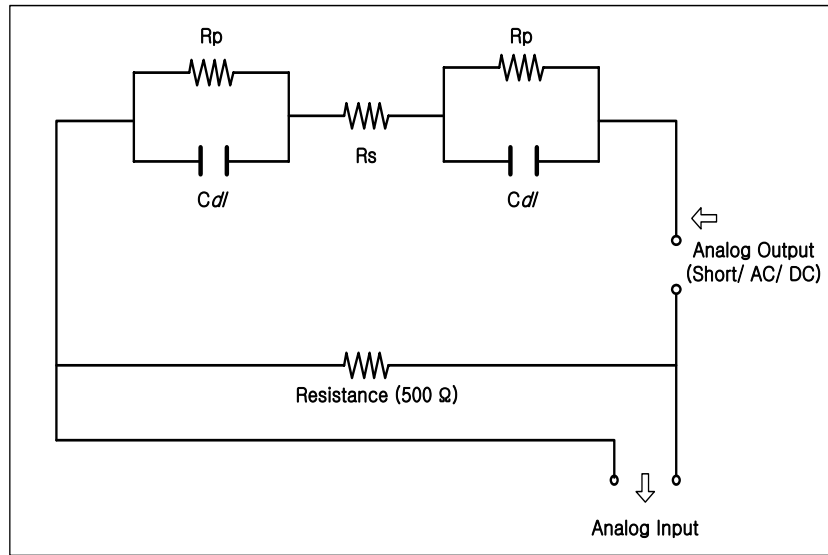 Rp
Rp
Rs
Cdl
Cdl
Analog Output
(Short/ AC/ DC)
Resistance (500 Ω)
Analog Input